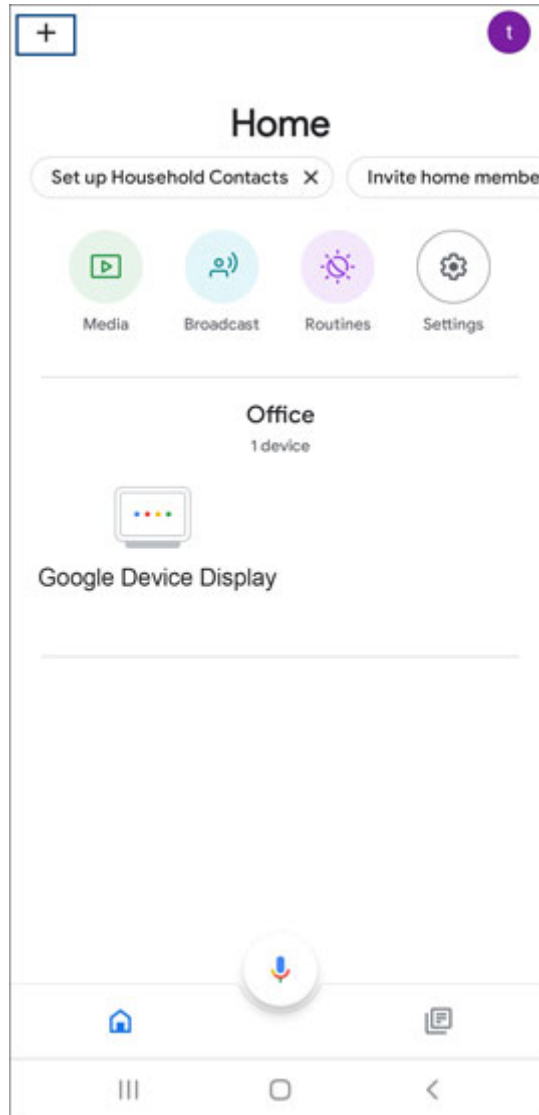 +
t
Home
Set up Household Contacts X Invite home membe
Media Broadcast Routines Settings
Office
1 device
Google Device Display